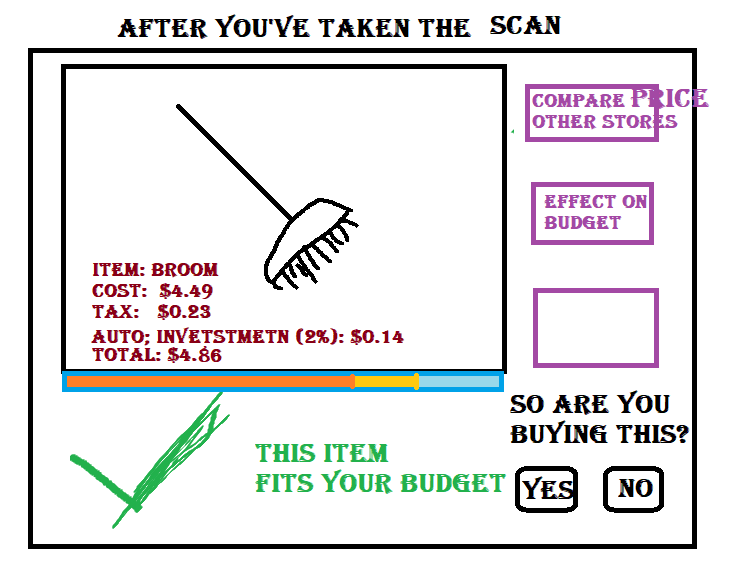 AFTER YOU'VE TAKEN THE SCAN
COMPARE PRICE
OTHER STORES
EFFECT ON
BUDGET
ITEM: BROOM
COST: $4.49
TAX: $0.23
AUTO; INVETSTMETN (2%): $0.14
TOTAL: $4.86
SO ARE YOU
BUYING THIS?
THIS ITEM
FITS YOUR BUDGET
YES
NO